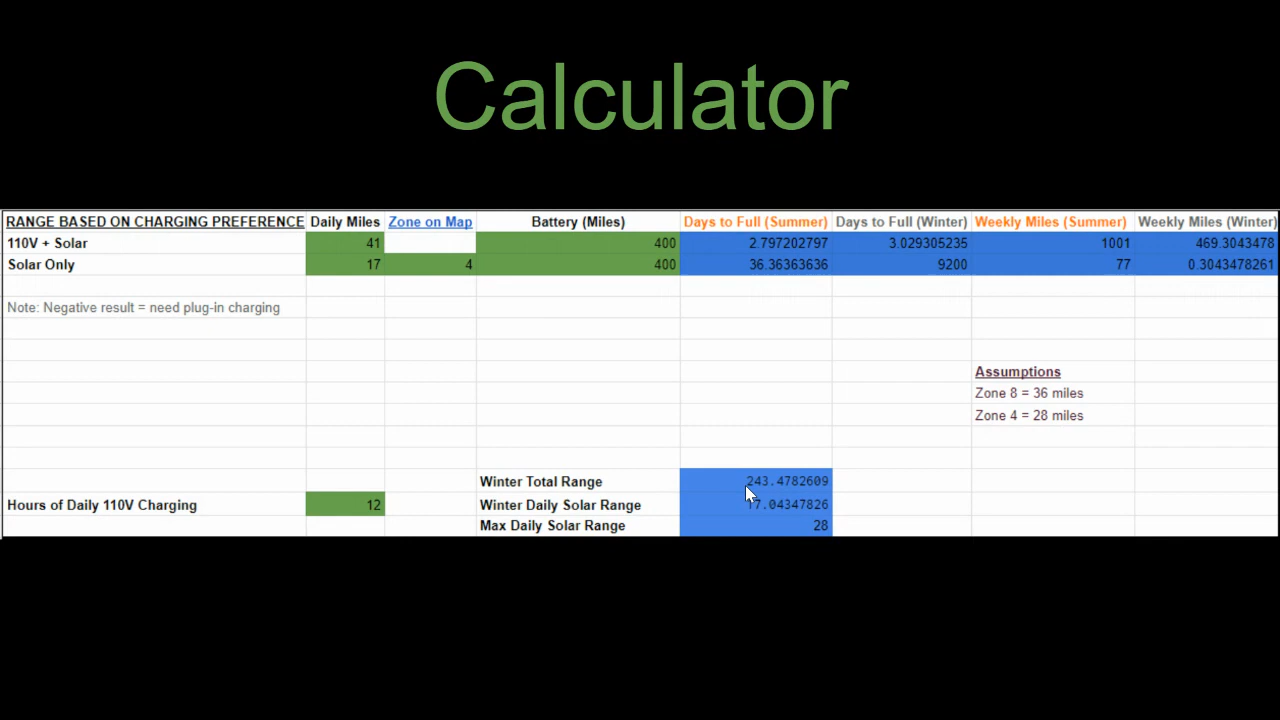 Calculator
RANGE BASED ON CHARGING PREFERENCE Daily Miles Zone on Map Battery (Miles) Days to Full (Summer) Days to Full (Winter) Weekly Miles (Summer) Weekly Miles (Winter)
110V + Solar 41 400 2.797202797 3.029305235 1001 469.3043478
Solar Only 17 4 400 36.36363636 9200 77 0.3043478261
Note: Negative result = need plug-in charging
Assumptions
Zone 8 = 36 miles
Zone 4 = 28 miles
Winter Total Range 243.4782609
Hours of Daily 110V Charging 12 Winter Daily Solar Range 17.04347826
Max Daily Solar Range 28